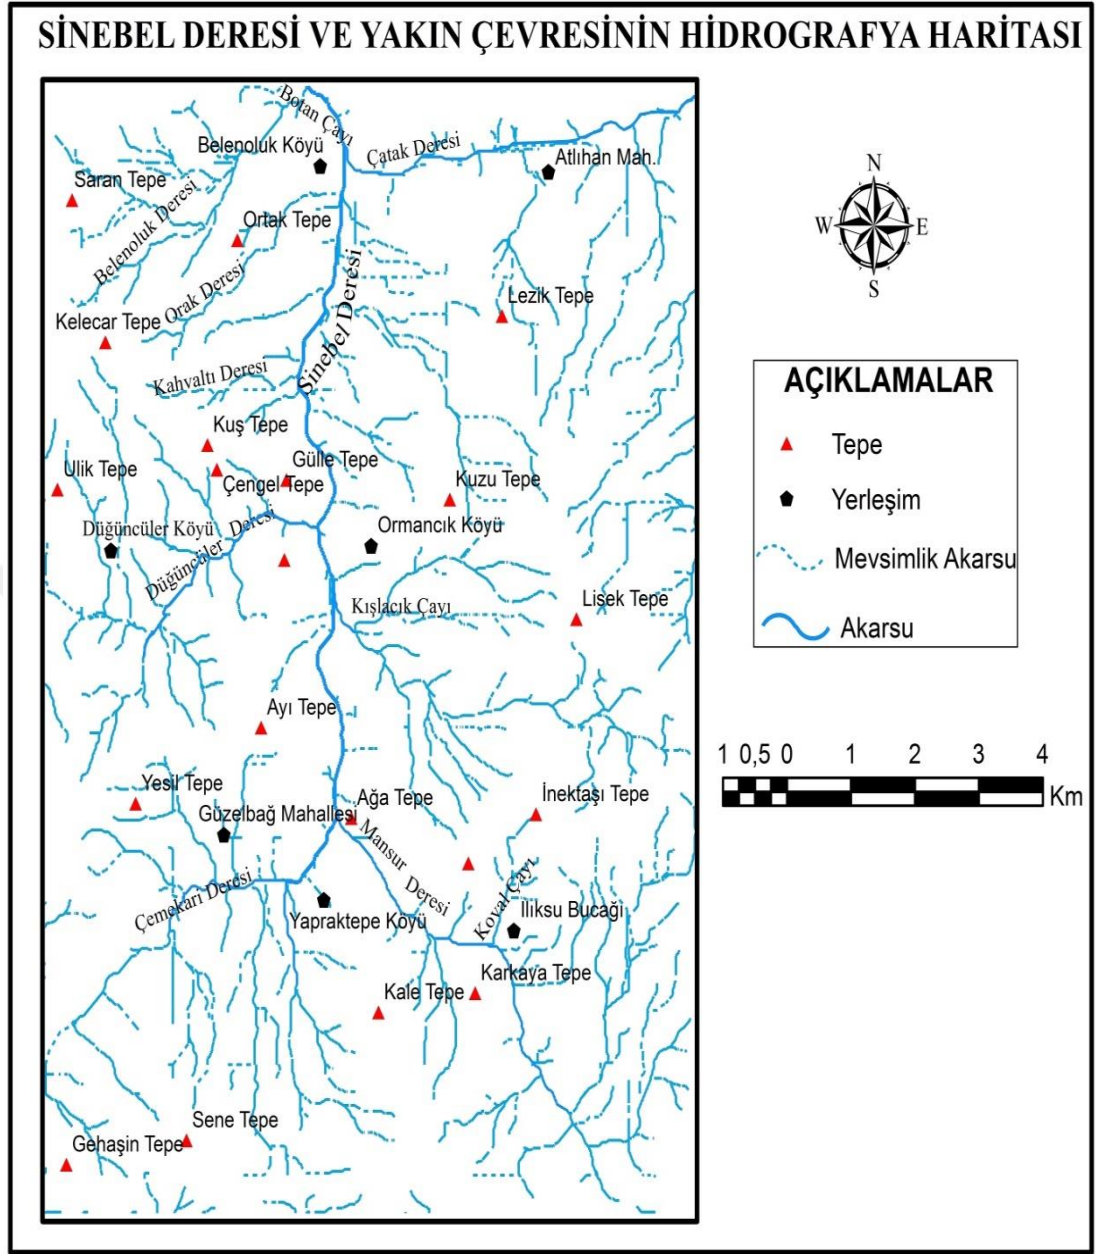 SİNEBEL DERESİ VE YAKIN ÇEVRESİNİN HİDROGRAFYA HARİTASI
Botan Çayı
Belenoluk Köyü
Çatak Deresi
Atlıhan Mah.
Saran Tepe
Belenoluk Deresi
Ortak Tepe
Orak Deresi
Sinebel Deresi
Lezik Tepe
Kelecar Tepe
Kahvaltı Deresi
Kuş Tepe
Gülle Tepe
Ulik Tepe
Çengel Tepe
Kuzu Tepe
Düğüncüler Köyü
Düğüncüler Deresi
Ormancık Köyü
Kışlacık Çayı
Lisek Tepe
Ayı Tepe
Yesil Tepe
Güzelbağ Mahallesi
Ağa Tepe
İnektaşı Tepe
Mansur Deresi
Çemekari Deresi
Yapraktepe Köyü
Koval Çayı
Iliksu Bucaği
Karkaya Tepe
Kale Tepe
Sene Tepe
Gehaşin Tepe
N
W
E
S
AÇIKLAMALAR
Tepe
Yerleşim
Mevsimlik Akarsu
Akarsu
1 0,5 0 1 2 3 4
Km